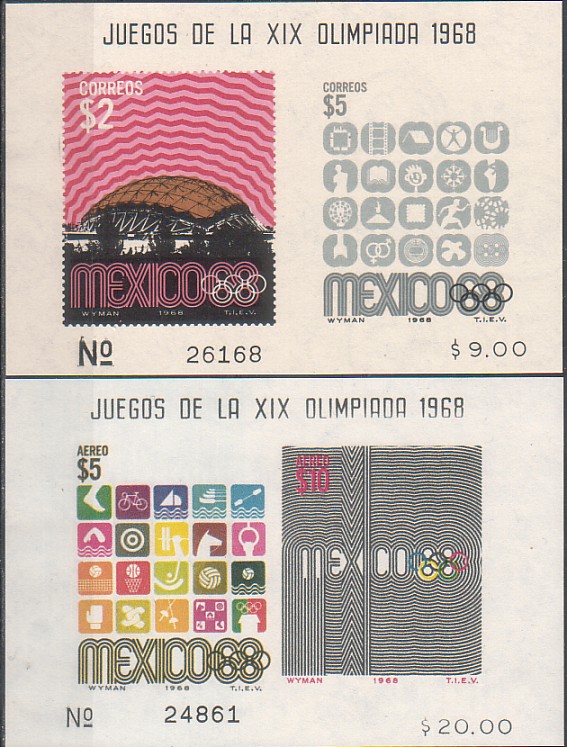 JUEGOS DE LA XIX OLIMPIADA 1968
CORREOS
$2
MEXICO68
WYMAN 1968 T.I.E.V.
CORREOS
$5
MEXICO68
WYMAN 1968 T.I.E.V.
Nº 26168
$9.00
JUEGOS DE LA XIX OLIMPIADA 1968
AEREO
$5
MEXICO68
WYMAN 1968 T.I.E.V.
AEREO
$10
MEXICO68
WYMAN 1968 T.I.E.V.
Nº 24861
$20.00